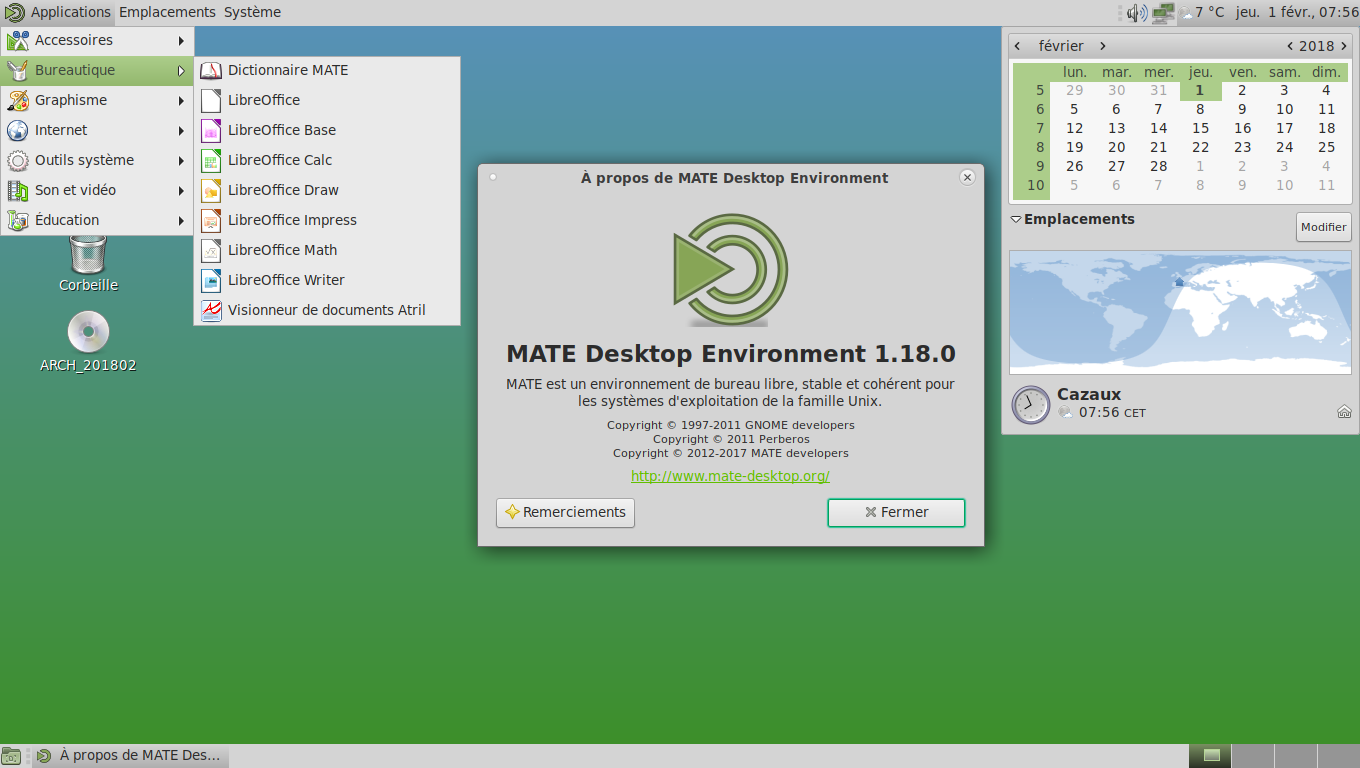 Applications Emplacements Système
7 °C jeu. 1 févr., 07:56
Accessoires
Bureautique
Graphisme
Internet
Outils système
Son et vidéo
Éducation
Dictionnaire MATE
LibreOffice
LibreOffice Base
LibreOffice Calc
LibreOffice Draw
LibreOffice Impress
LibreOffice Math
LibreOffice Writer
Visionneur de documents Atril
Corbeille
ARCH_201802
À propos de MATE Desktop Environment
MATE Desktop Environment 1.18.0
MATE est un environnement de bureau libre, stable et cohérent pour
les systèmes d'exploitation de la famille Unix.
Copyright © 1997-2011 GNOME developers
Copyright © 2011 Perberos
Copyright © 2012-2017 MATE developers
http://www.mate-desktop.org/
Remerciements
Fermer
février 2018
lun. mar. mer. jeu. ven. sam. dim.
5 29 30 31 1 2 3 4
6 5 6 7 8 9 10 11
7 12 13 14 15 16 17 18
8 19 20 21 22 23 24 25
9 26 27 28 1 2 3 4
10 5 6 7 8 9 10 11
Emplacements
Modifier
Cazaux
07:56 CET
À propos de MATE Des...